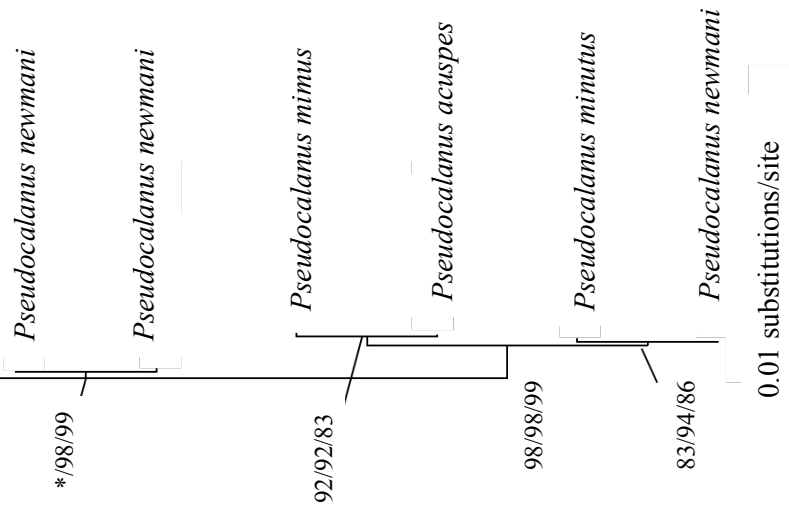 Pseudocalanus newmani
Pseudocalanus newmani
Pseudocalanus mimus
Pseudocalanus acuspes
Pseudocalanus minutus
Pseudocalanus newmani
0.01 substitutions/site
*/98/99
92/92/83
98/98/99
83/94/86